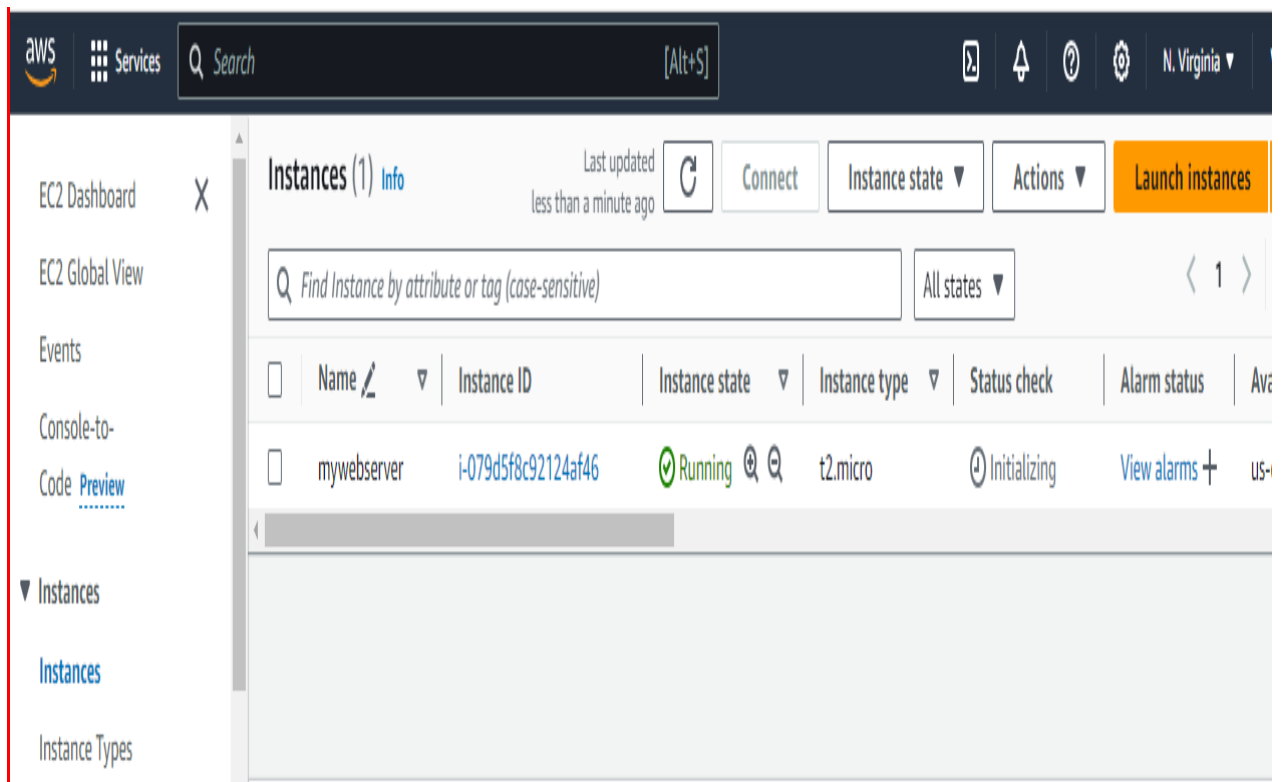 aws Services Search [Alt+S] N. Virginia
EC2 Dashboard
EC2 Global View
Events
Console-to-
Code Preview
Instances
Instances
Instance Types
Instances (1) Info
Last updated
less than a minute ago
Connect Instance state Actions Launch instances
Find Instance by attribute or tag (case-sensitive) All states 1
Name Instance ID Instance state Instance type Status check Alarm status Ava
mywebserver i-079d5f8c92124af46 Running t2.micro Initializing View alarms + us-